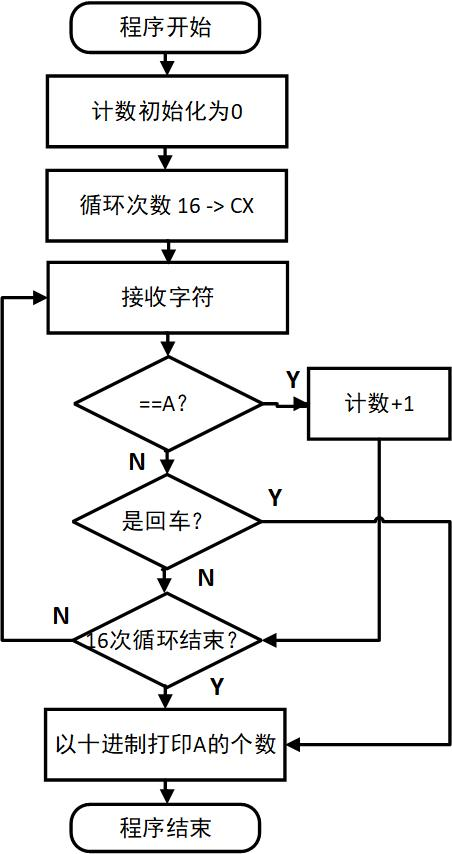 程序开始
计数初始化为0
循环次数 16 -> CX
接收字符
==A?
Y
计数+1
N
是回车?
Y
N
N
16次循环结束?
Y
以十进制打印A的个数
程序结束